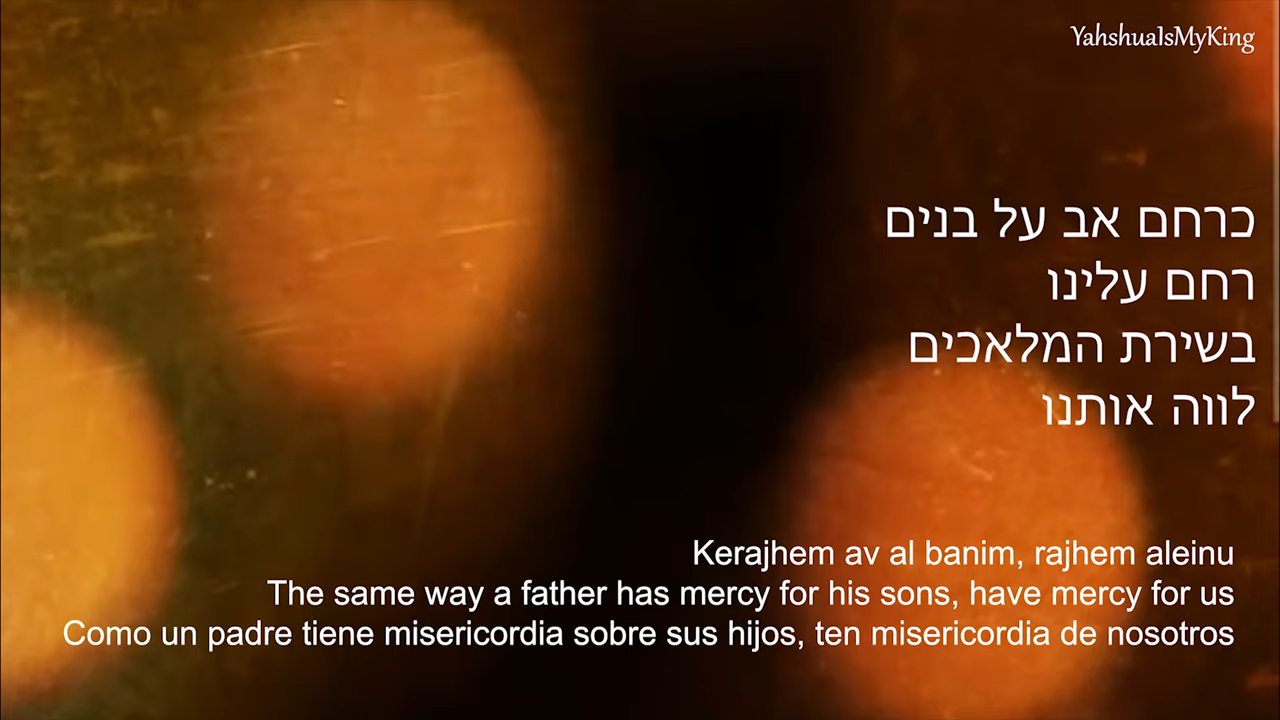 YahshuaIsMyKing
כרחם אב על בנים
רחם עלינו
בשירת המלאכים
לווה אותנו
Kerajhem av al banim, rajhem aleinu
The same way a father has mercy for his sons, have mercy for us
Como un padre tiene misericordia sobre sus hijos, ten misericordia de nosotros